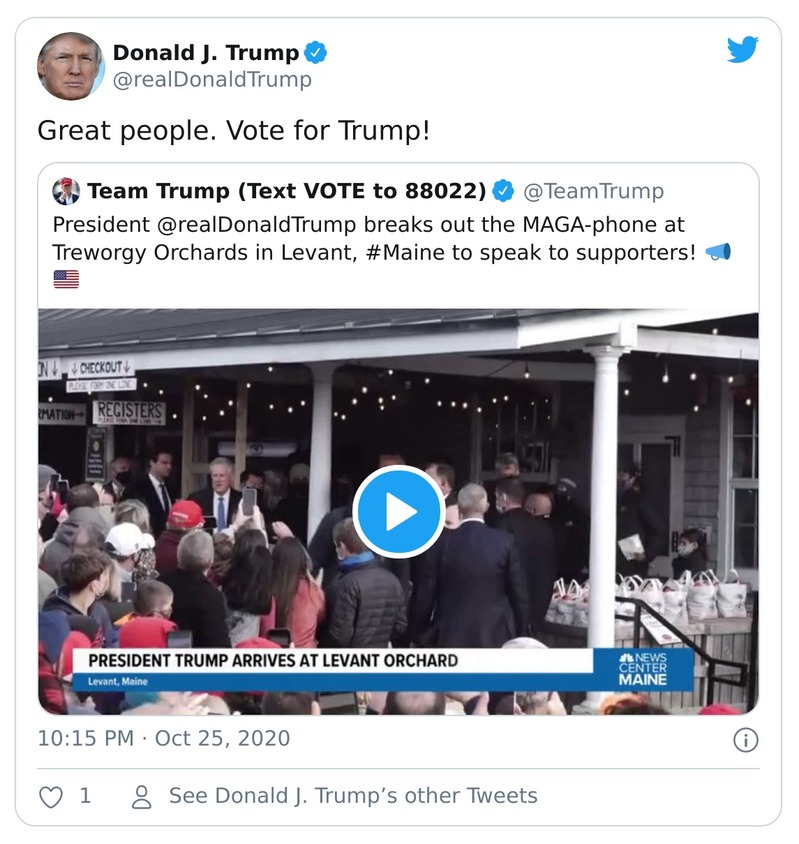 Donald J. Trump
@realDonaldTrump
Great people. Vote for Trump!
Team Trump (Text VOTE to 88022) @TeamTrump
President @realDonaldTrump breaks out the MAGA-phone at
Treworgy Orchards in Levant, #Maine to speak to supporters! 📣
🇺🇸
↓CHECKOUT↓
PLEASE FORM ONE LINE
REGISTERS
PLEASE FORM ONE LINE
PRESIDENT TRUMP ARRIVES AT LEVANT ORCHARD
Levant, Maine
NEWS
CENTER
MAINE
10:15 PM · Oct 25, 2020
1
See Donald J. Trump’s other Tweets